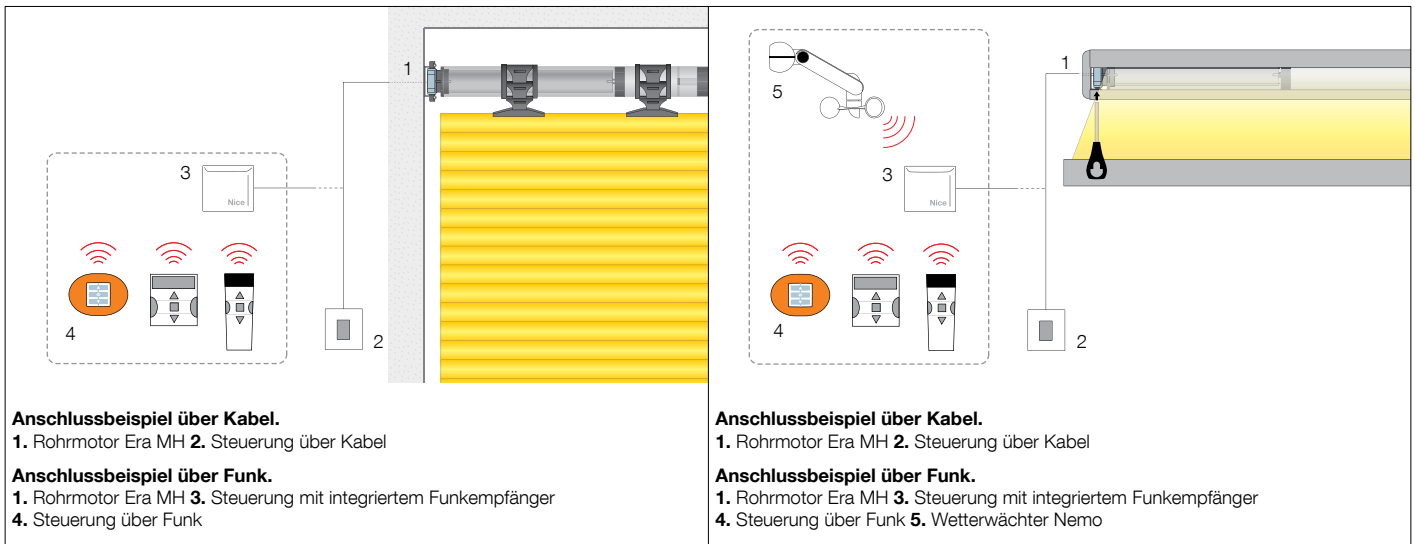 1
3
Nice
4
2
Anschlussbeispiel über Kabel.
1. Rohrmotor Era MH 2. Steuerung über Kabel
Anschlussbeispiel über Funk.
1. Rohrmotor Era MH 3. Steuerung mit integriertem Funkempfänger
4. Steuerung über Funk
5
1
3
Nice
4
2
Anschlussbeispiel über Kabel.
1. Rohrmotor Era MH 2. Steuerung über Kabel
Anschlussbeispiel über Funk.
1. Rohrmotor Era MH 3. Steuerung mit integriertem Funkempfänger
4. Steuerung über Funk 5. Wetterwächter Nemo